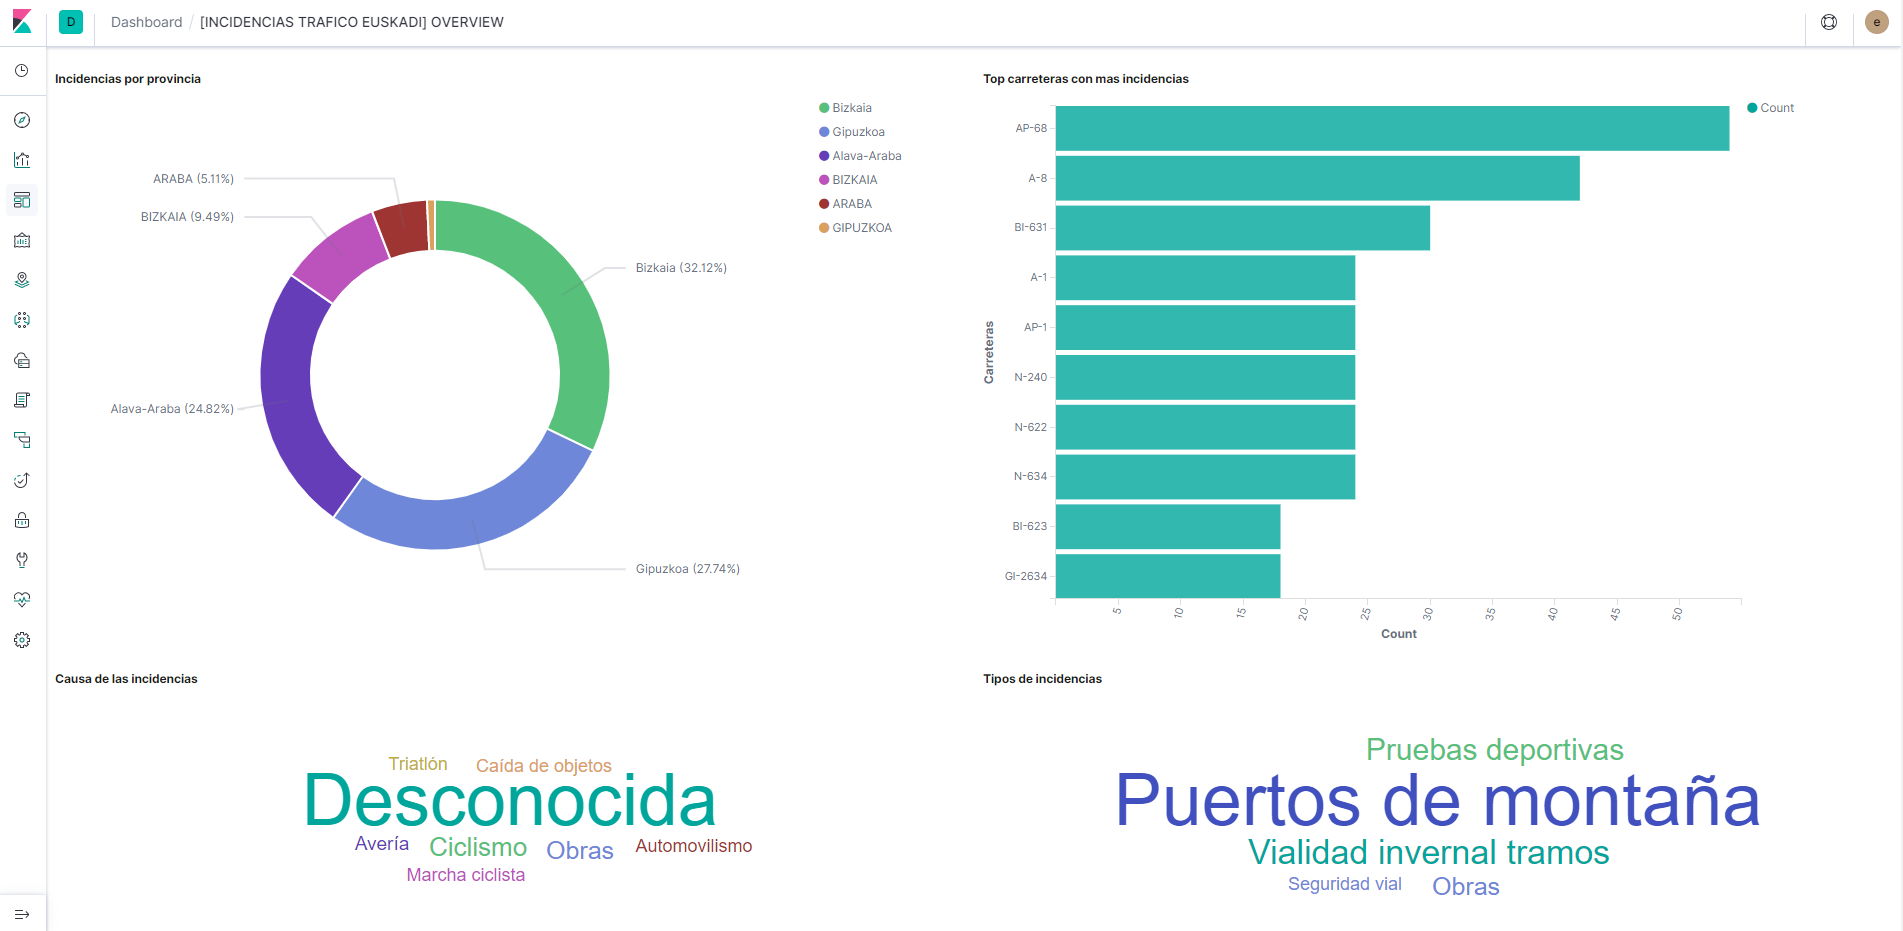 D Dashboard / [INCIDENCIAS TRAFICO EUSKADI] OVERVIEW e
Incidencias por provincia
Bizkaia
Gipuzkoa
Alava-Araba
BIZKAIA
ARABA
GIPUZKOA
ARABA (5.11%)
BIZKAIA (9.49%)
Bizkaia (32.12%)
Alava-Araba (24.82%)
Gipuzkoa (27.74%)
Top carreteras con mas incidencias
Count
Carreteras
AP-68
A-8
BI-631
A-1
AP-1
N-240
N-622
N-634
BI-623
GI-2634
5 10 15 20 25 30 35 40 45 50
Count
Causa de las incidencias
Triatlón Caída de objetos
Desconocida
Avería Ciclismo Obras Automovilismo
Marcha ciclista
Tipos de incidencias
Pruebas deportivas
Puertos de montaña
Vialidad invernal tramos
Seguridad vial Obras